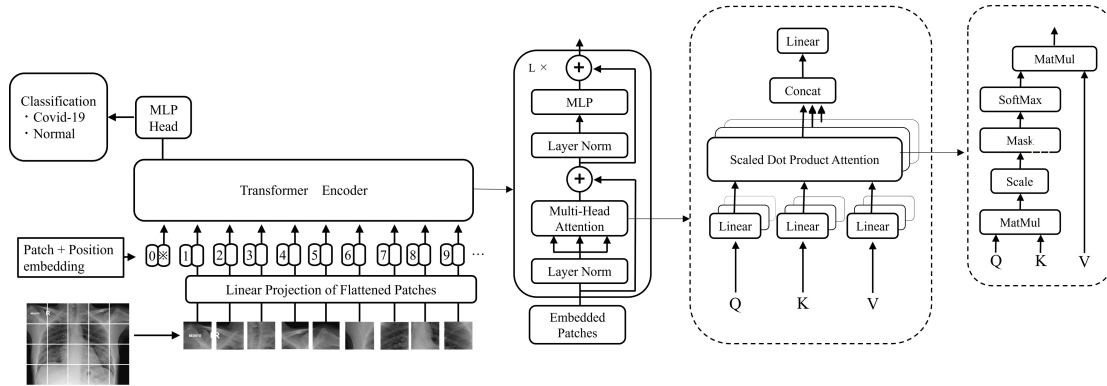 Classification
· Covid-19
· Normal
MLP
Head
Transformer Encoder
Patch + Position
embedding
0 ※ 1 2 3 4 5 6 7 8 9 ...
Linear Projection of Flattened Patches
R
L ×
+
MLP
Layer Norm
+
Multi-Head
Attention
Layer Norm
Embedded
Patches
Linear
Concat
Scaled Dot Product Attention
Linear Linear Linear
Q K V
MatMul
SoftMax
Mask
Scale
MatMul
Q K V